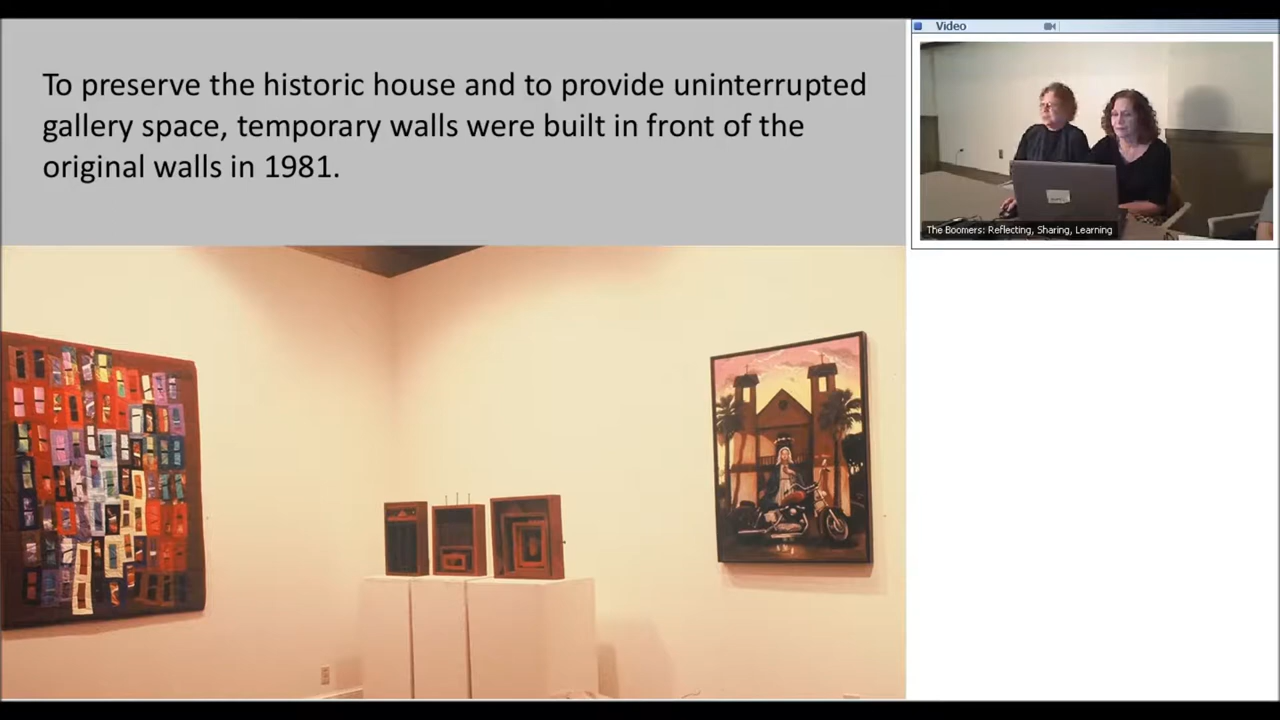 To preserve the historic house and to provide uninterrupted
gallery space, temporary walls were built in front of the
original walls in 1981.
Video
The Boomers: Reflecting, Sharing, Learning